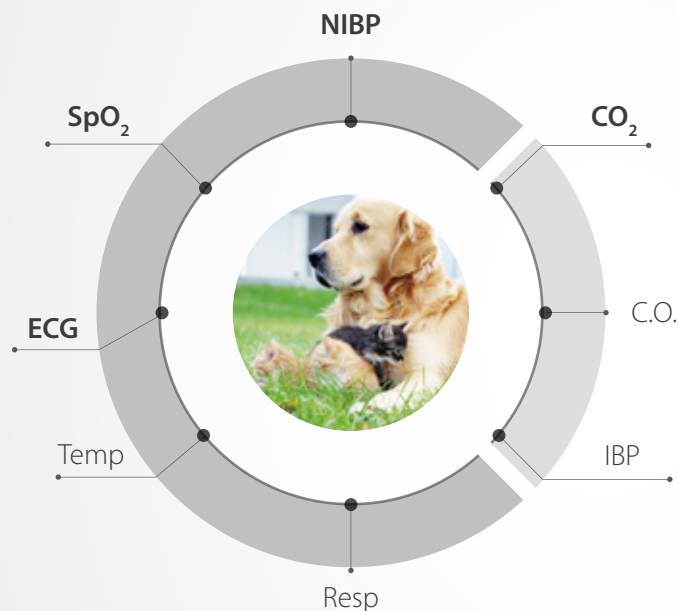 NIBP
SpO₂
CO₂
ECG
C.O.
Temp
IBP
Resp